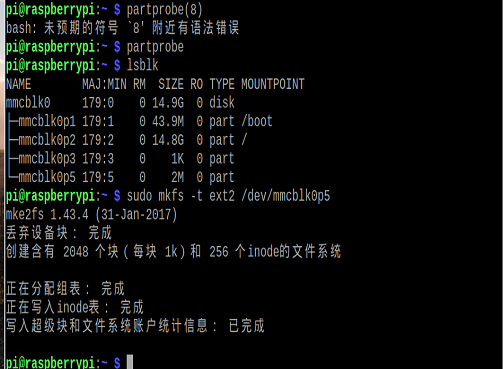 pi@raspberrypi:~ $ partprobe(8)
bash: 未预期的符号 `8' 附近有语法错误
pi@raspberrypi:~ $ partprobe
pi@raspberrypi:~ $ lsblk
NAME        MAJ:MIN RM  SIZE RO TYPE MOUNTPOINT
mmcblk0     179:0    0 14.9G  0 disk
├─mmcblk0p1 179:1    0 43.9M  0 part /boot
├─mmcblk0p2 179:2    0 14.8G  0 part /
├─mmcblk0p3 179:3    0    1K  0 part
└─mmcblk0p5 179:5    0    2M  0 part
pi@raspberrypi:~ $ sudo mkfs -t ext2 /dev/mmcblk0p5
mke2fs 1.43.4 (31-Jan-2017)
丢弃设备块： 完成
创建含有 2048 个块（每块 1k）和 256 个inode的文件系统
正在分配组表： 完成
正在写入inode表： 完成
写入超级块和文件系统账户统计信息： 已完成
pi@raspberrypi:~ $